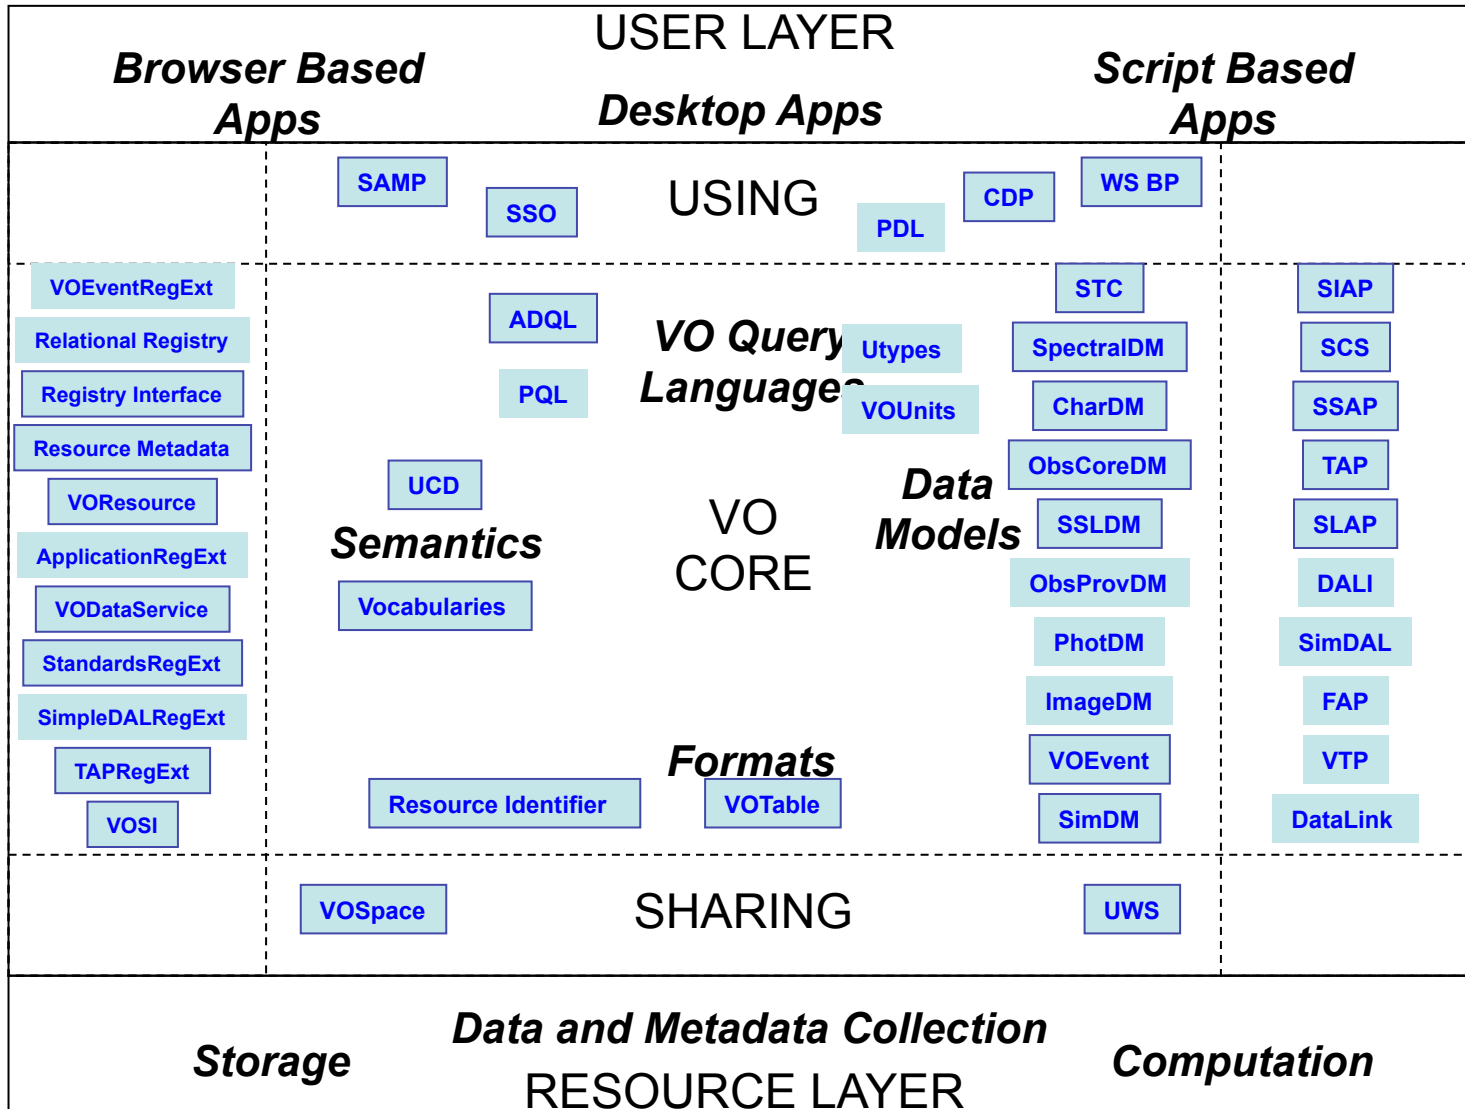 USER LAYER
Browser Based
Apps
Desktop Apps
Script Based
Apps
SAMP
SSO
USING
PDL
CDP
WS BP
VOEventRegExt
Relational Registry
Registry Interface
Resource Metadata
VOResource
ApplicationRegExt
VODataService
StandardsRegExt
SimpleDALRegExt
TAPRegExt
VOSI
ADQL
PQL
VO Query
Languages
Utypes
VOUnits
UCD
Semantics
Vocabularies
VO
CORE
Data
Models
Formats
Resource Identifier
VOTable
STC
SpectralDM
CharDM
ObsCoreDM
SSLDM
ObsProvDM
PhotDM
ImageDM
VOEvent
SimDM
SIAP
SCS
SSAP
TAP
SLAP
DALI
SimDAL
FAP
VTP
DataLink
VOSpace
SHARING
UWS
Storage
Data and Metadata Collection
RESOURCE LAYER
Computation